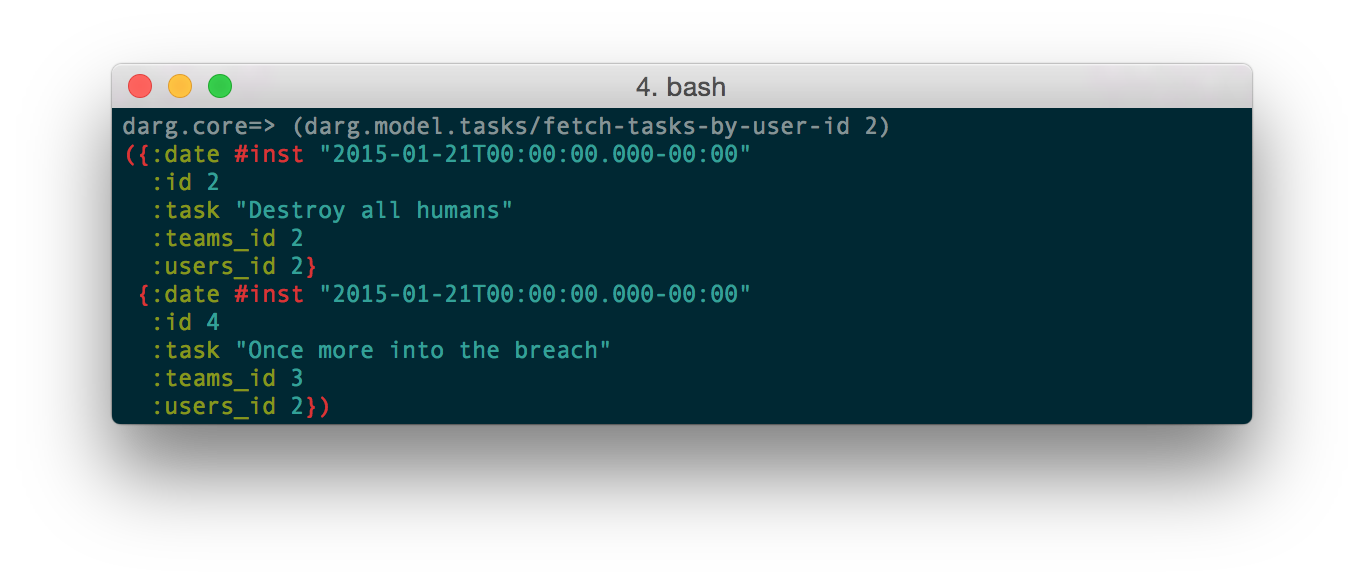 4. bash
darg.core=> (darg.model.tasks/fetch-tasks-by-user-id 2)
({:date #inst "2015-01-21T00:00:00.000-00:00"
  :id 2
  :task "Destroy all humans"
  :teams_id 2
  :users_id 2}
 {:date #inst "2015-01-21T00:00:00.000-00:00"
  :id 4
  :task "Once more into the breach"
  :teams_id 3
  :users_id 2})